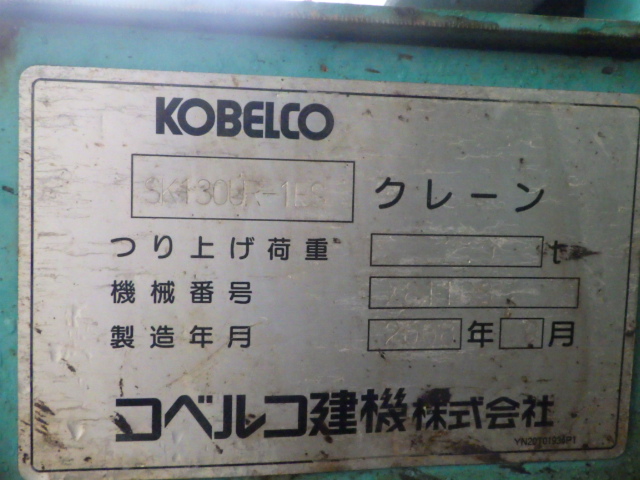 KOBELCO
SK130UR-1ES クレーン
つり上げ荷重 t
機械番号
製造年月 年 月
コベルコ建機株式会社